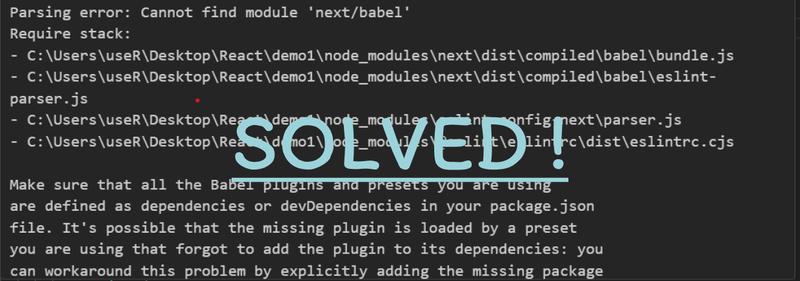 Parsing error: Cannot find module 'next/babel'
Require stack:
- C:\Users\useR\Desktop\React\demo1\node_modules\next\dist\compiled\babel\bundle.js
- C:\Users\useR\Desktop\React\demo1\node_modules\next\dist\compiled\babel\eslint-
parser.js
- C:\Users\useR\Desktop\React\demo1\node_modules\eslint-config-next\parser.js
- C:\Users\useR\Desktop\React\demo1\node_modules\eslint\eslintrc\dist\eslintrc.cjs
SOLVED !
Make sure that all the Babel plugins and presets you are using
are defined as dependencies or devDependencies in your package.json
file. It's possible that the missing plugin is loaded by a preset
you are using that forgot to add the plugin to its dependencies: you
can workaround this problem by explicitly adding the missing package